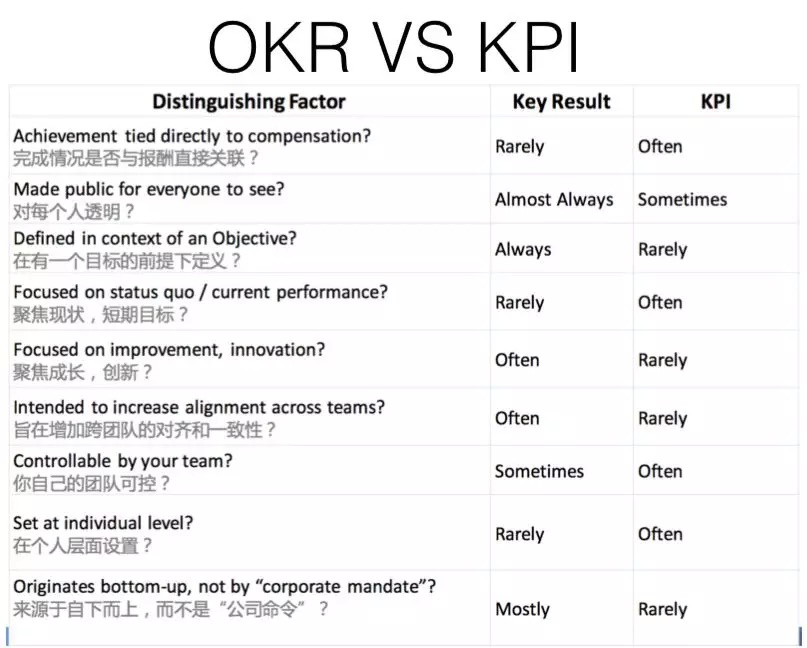 OKR VS KPI
Distinguishing Factor Key Result KPI
Achievement tied directly to compensation?
完成情况是否与报酬直接关联？
Rarely Often
Made public for everyone to see?
对每个人透明？
Almost Always Sometimes
Defined in context of an Objective?
在有一个目标的前提下定义？
Always Rarely
Focused on status quo / current performance?
聚焦现状，短期目标？
Rarely Often
Focused on improvement, innovation?
聚焦成长，创新？
Often Rarely
Intended to increase alignment across teams?
旨在增加跨团队的对齐和一致性？
Often Rarely
Controllable by your team?
你自己的团队可控？
Sometimes Often
Set at individual level?
在个人层面设置？
Rarely Often
Originates bottom-up, not by “corporate mandate”?
来源于自下而上，而不是“公司命令”？
Mostly Rarely